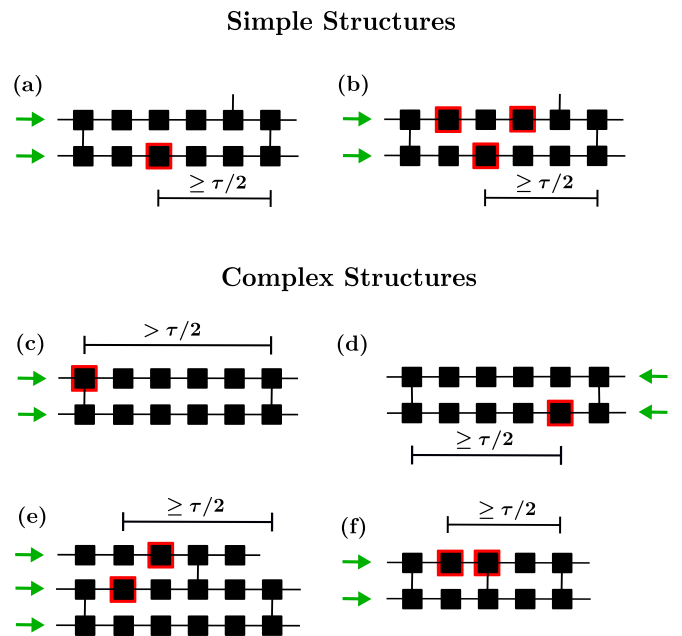 Simple Structures
(a) (b)
≥ τ/2 ≥ τ/2
Complex Structures
(c) > τ/2 (d)
≥ τ/2
(e) ≥ τ/2 (f) ≥ τ/2